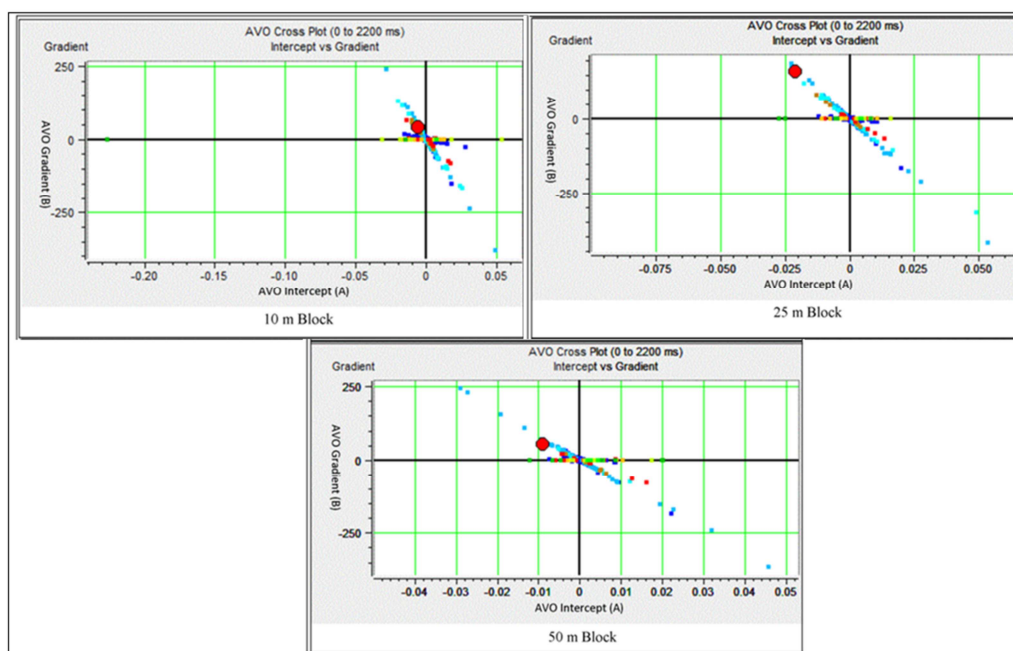 AVO Cross Plot (0 to 2200 ms)
Gradient
Intercept vs Gradient
250
0
-250
AVO Gradient (B)
-0.20
-0.15
-0.10
-0.05
0
0.05
AVO Intercept (A)
10 m Block
AVO Cross Plot (0 to 2200 ms)
Gradient
Intercept vs Gradient
250
0
-250
AVO Gradient (B)
-0.075
-0.050
-0.025
0
0.025
0.050
AVO Intercept (A)
25 m Block
AVO Cross Plot (0 to 2200 ms)
Gradient
Intercept vs Gradient
250
0
-250
AVO Gradient (B)
-0.04
-0.03
-0.02
-0.01
0
0.01
0.02
0.03
0.04
0.05
AVO Intercept (A)
50 m Block